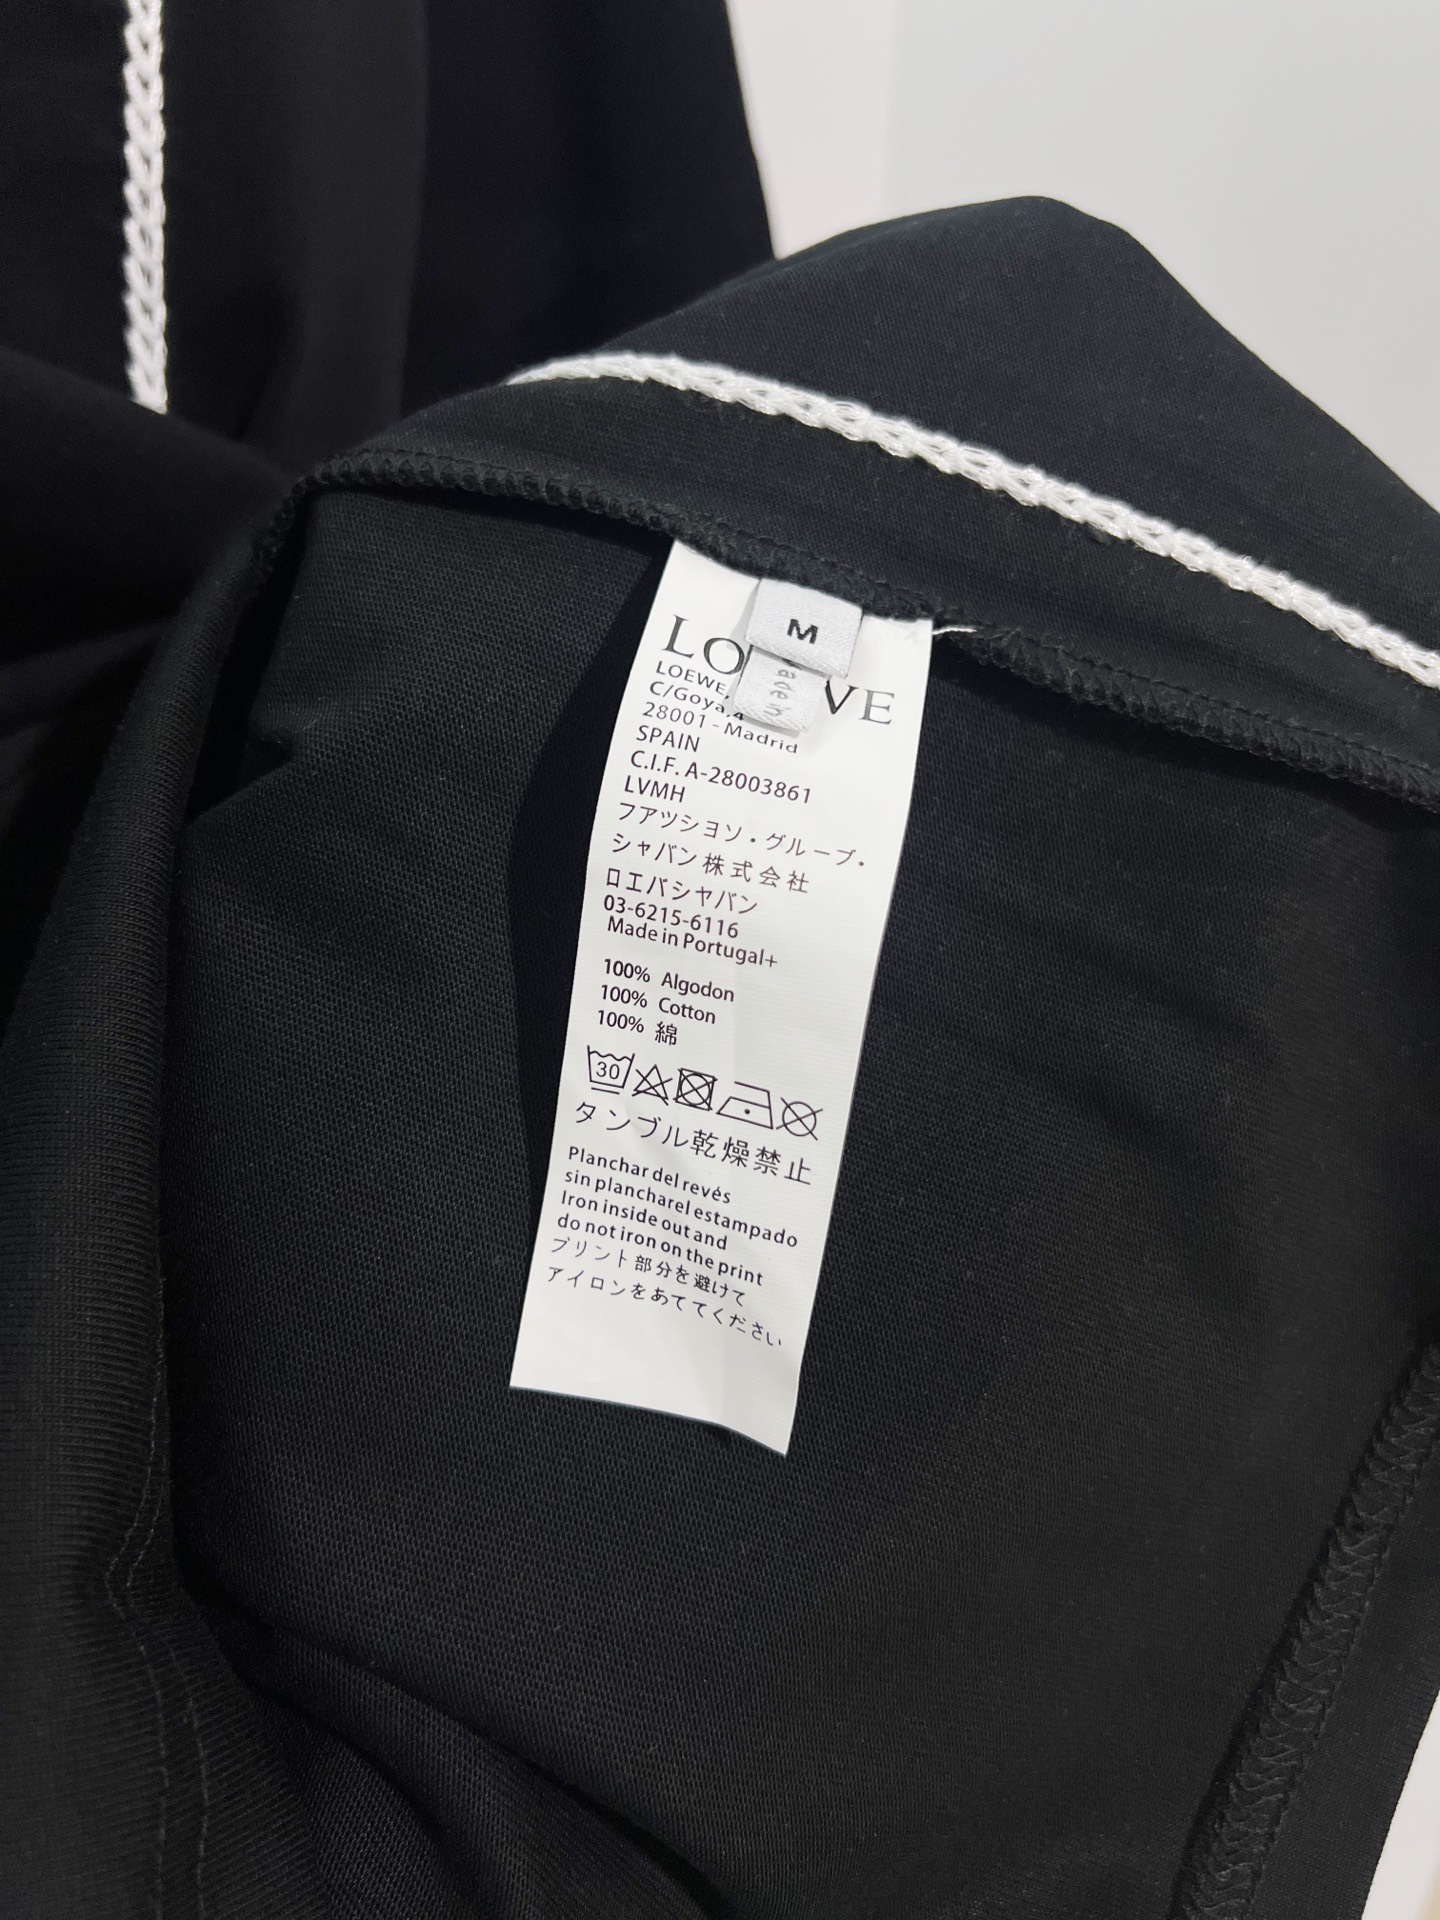 M
LOEWE
ade in
LOEWE,
C/Goya,4
28001 - Madrid
SPAIN
C.I.F. A-28003861
LVMH
フアツシヨソ・グループ・
シャバン株式会社
ロエバシヤバン
03-6215-6116
Made in Portugal+
100% Algodon
100% Cotton
100% 綿
30
タンブル乾燥禁止
Planchar del revés
sin plancharel estampado
Iron inside out and
do not iron on the print
プリント部分を避けて
アイロンをあててください